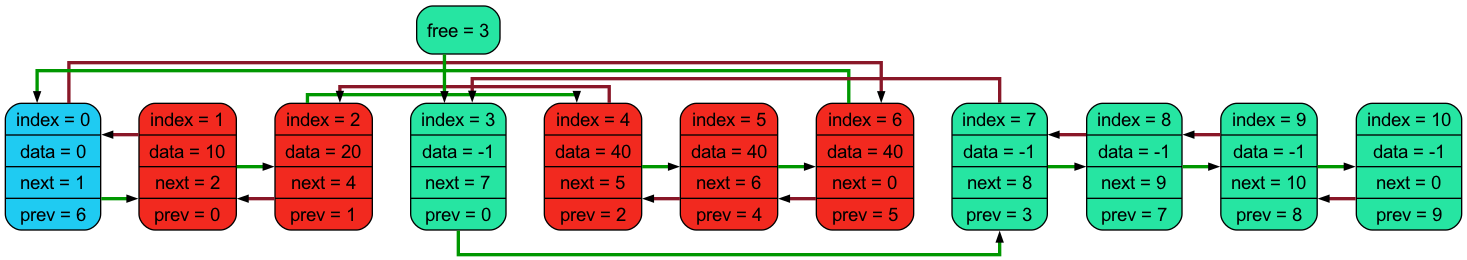 free = 3
index = 0
data = 0
next = 1
prev = 6
index = 1
data = 10
next = 2
prev = 0
index = 2
data = 20
next = 4
prev = 1
index = 3
data = -1
next = 7
prev = 0
index = 4
data = 40
next = 5
prev = 2
index = 5
data = 40
next = 6
prev = 4
index = 6
data = 40
next = 0
prev = 5
index = 7
data = -1
next = 8
prev = 3
index = 8
data = -1
next = 9
prev = 7
index = 9
data = -1
next = 10
prev = 8
index = 10
data = -1
next = 0
prev = 9